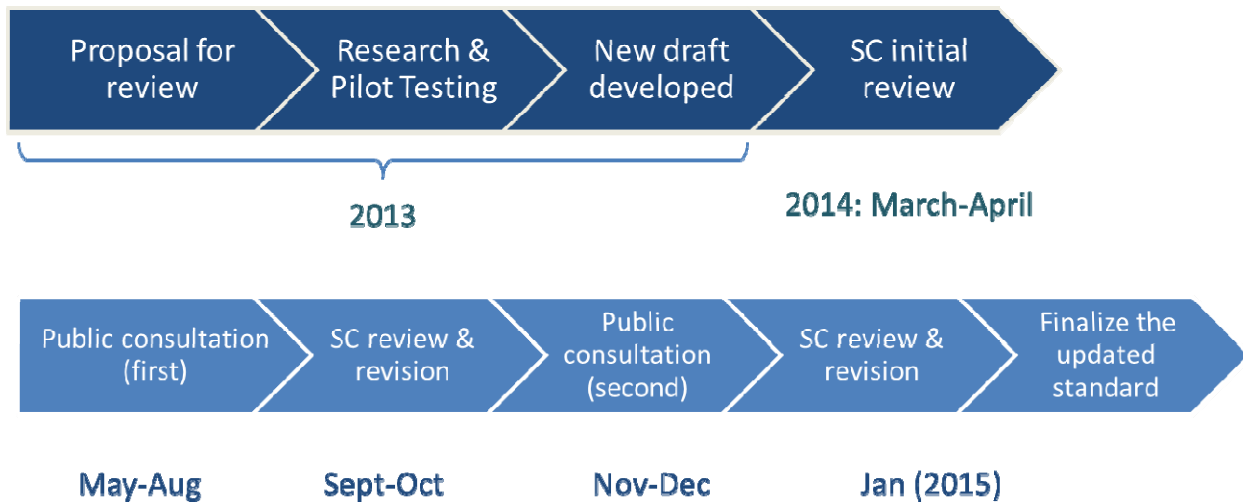 Proposal for
review
Research &
Pilot Testing
New draft
developed
SC initial
review
2013
2014: March-April
Public consultation
(first)
SC review &
revision
Public
consultation
(second)
SC review &
revision
Finalize the
updated
standard
May-Aug
Sept-Oct
Nov-Dec
Jan (2015)